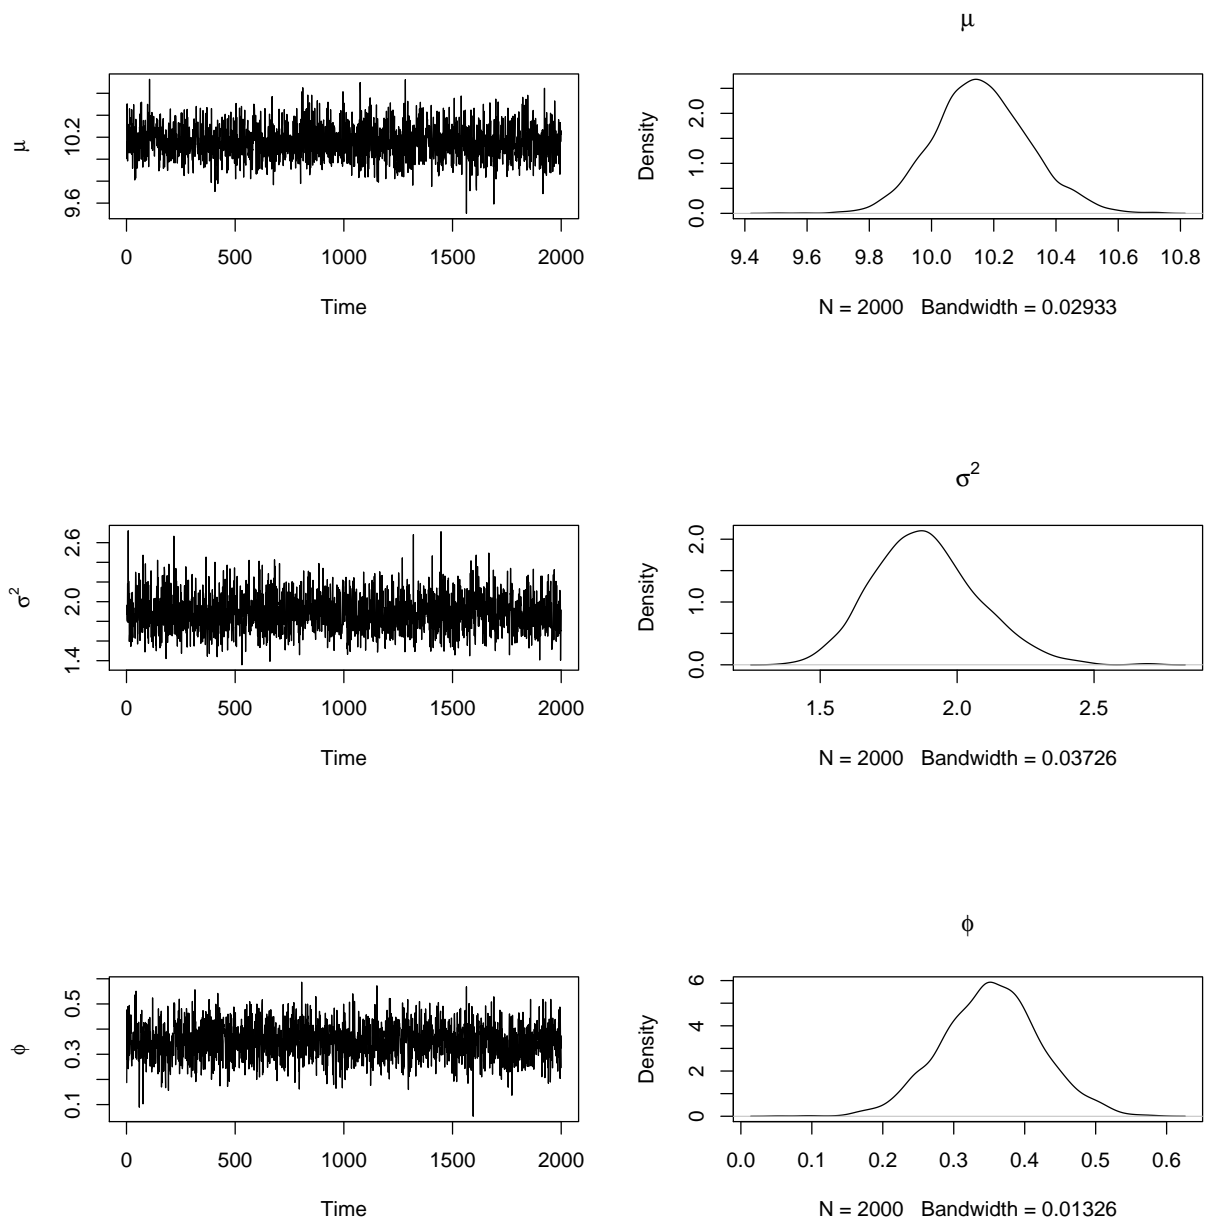 μ
μ
9.6 10.2
0 500 1000 1500 2000
Time
Density
0.0 1.0 2.0
9.4 9.6 9.8 10.0 10.2 10.4 10.6 10.8
N = 2000 Bandwidth = 0.02933
σ²
σ²
1.4 2.0 2.6
0 500 1000 1500 2000
Time
Density
0.0 1.0 2.0
1.5 2.0 2.5
N = 2000 Bandwidth = 0.03726
ϕ
ϕ
0.1 0.3 0.5
0 500 1000 1500 2000
Time
Density
0 2 4 6
0.0 0.1 0.2 0.3 0.4 0.5 0.6
N = 2000 Bandwidth = 0.01326